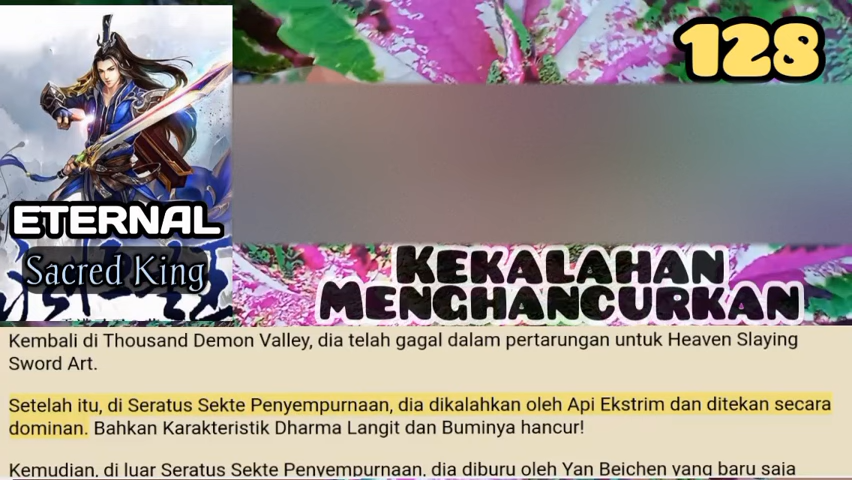 128
ETERNAL
Sacred King
KEKALAHAN
MENGHANCURKAN
Kembali di Thousand Demon Valley, dia telah gagal dalam pertarungan untuk Heaven Slaying
Sword Art.
Setelah itu, di Seratus Sekte Penyempurnaan, dia dikalahkan oleh Api Ekstrim dan ditekan secara
dominan. Bahkan Karakteristik Dharma Langit dan Buminya hancur!
Kemudian, di luar Seratus Sekte Penyempurnaan, dia diburu oleh Yan Beichen yang baru saja